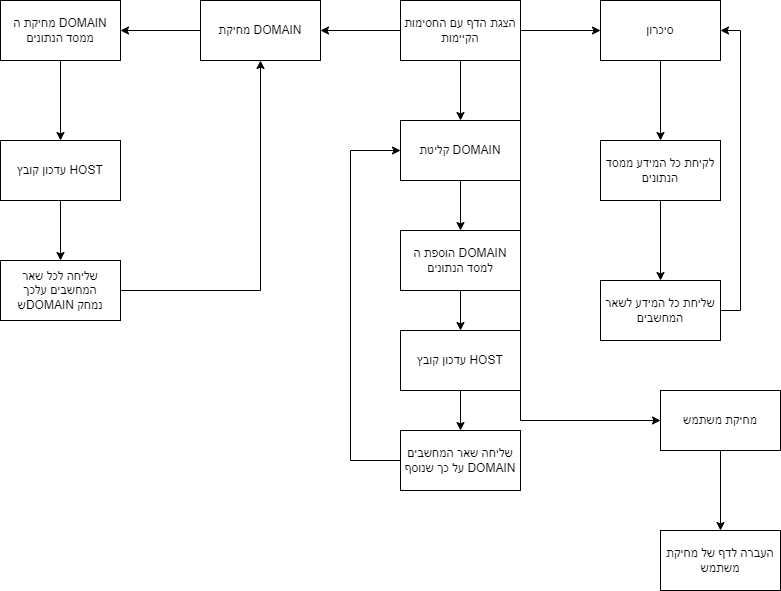 הצגת הדף עם החסימות
הקיימות
סיכרון
מחיקת DOMAIN
מחיקת ה DOMAIN
ממסד הנתונים
עדכון קובץ HOST
שליחה לכל שאר
המחשבים עלכך
שDOMAIN נמחק
קליטת DOMAIN
הוספת ה DOMAIN
למסד הנתונים
עדכון קובץ HOST
שליחה שאר המחשבים
על כך שנוסף DOMAIN
לקיחת כל המידע ממסד
הנתונים
שליחת כל המידע לשאר
המחשבים
מחיקת משתמש
העברה לדף של מחיקת
משתמש